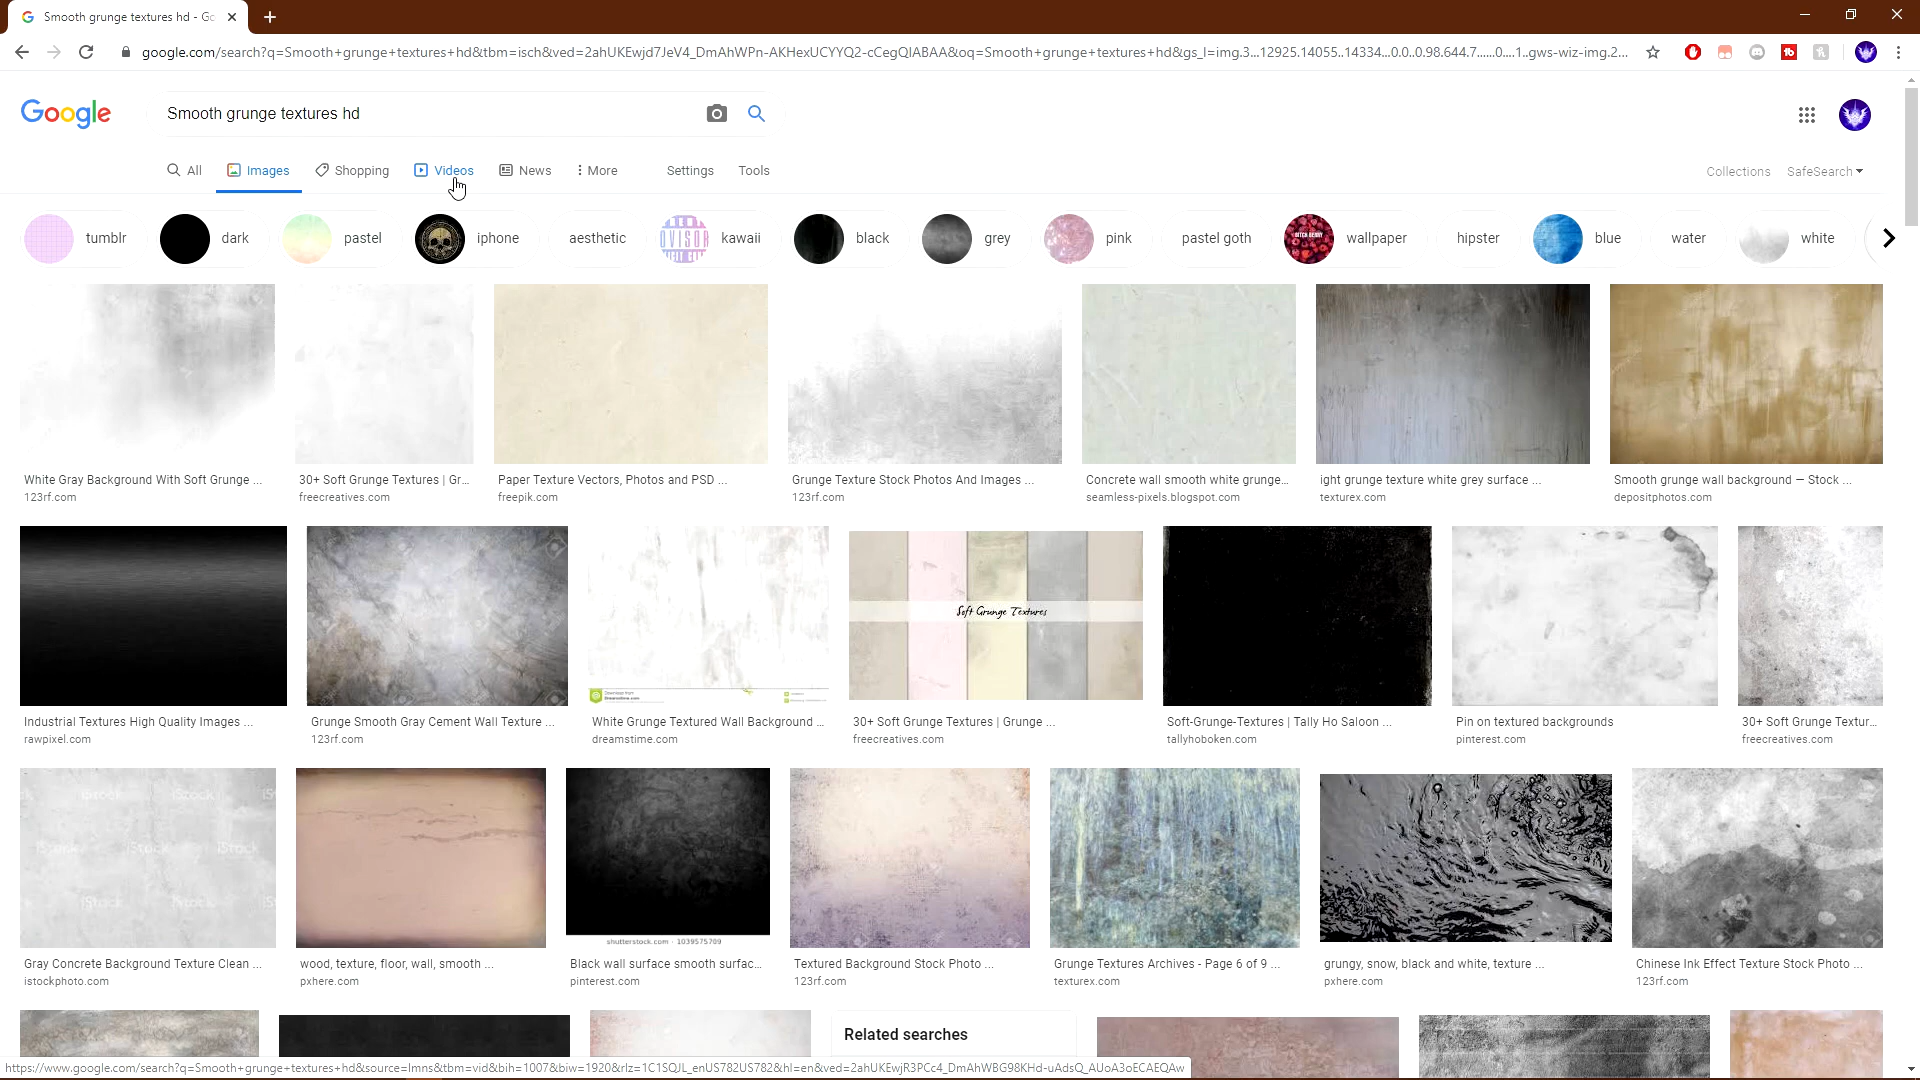 Smooth grunge textures hd - Go
google.com/search?q=Smooth+grunge+textures+hd&tbm=isch&ved=2ahUKEwjd7JeV4_DmAhWPn-AKHexUCYYQ2-cCegQIABAA&oq=Smooth+grunge+textures+hd&gs_l=img.3...12925.14055..14334...0.0..0.98.644.7......0....1..gws-wiz-img.2...
Google
Smooth grunge textures hd
All
Images
Shopping
Videos
News
More
Settings
Tools
Collections
SafeSearch
tumblr
dark
pastel
iphone
aesthetic
kawaii
black
grey
pink
pastel goth
wallpaper
hipster
blue
water
white
White Gray Background With Soft Grunge ...
123rf.com
30+ Soft Grunge Textures | Gr...
freecreatives.com
Paper Texture Vectors, Photos and PSD ...
freepik.com
Grunge Texture Stock Photos And Images ...
123rf.com
Concrete wall smooth white grunge...
seamless-pixels.blogspot.com
ight grunge texture white grey surface ...
texturex.com
Smooth grunge wall background — Stock ...
depositphotos.com
Soft Grunge Textures
Industrial Textures High Quality Images ...
rawpixel.com
Grunge Smooth Gray Cement Wall Texture ...
123rf.com
White Grunge Textured Wall Background ...
dreamstime.com
30+ Soft Grunge Textures | Grunge ...
freecreatives.com
Soft-Grunge-Textures | Tally Ho Saloon ...
tallyhoboken.com
Pin on textured backgrounds
pinterest.com
30+ Soft Grunge Textur...
freecreatives.com
iStock
iStock
iStock
iStock
iStock
iStock
shutterstock.com · 1039575709
Gray Concrete Background Texture Clean ...
istockphoto.com
wood, texture, floor, wall, smooth ...
pxhere.com
Black wall surface smooth surfac...
pinterest.com
Textured Background Stock Photo ...
123rf.com
Grunge Textures Archives - Page 6 of 9 ...
texturex.com
grungy, snow, black and white, texture ...
pxhere.com
Chinese Ink Effect Texture Stock Photo ...
123rf.com
Related searches
https://www.google.com/search?q=Smooth+grunge+textures+hd&source=lmns&tbm=vid&bih=1007&biw=1920&rlz=1C1SQJL_enUS782US782&hl=en&ved=2ahUKEwjR3PCc4_DmAhWBG98KHd-uAdsQ_AUoA3oECAEQAw